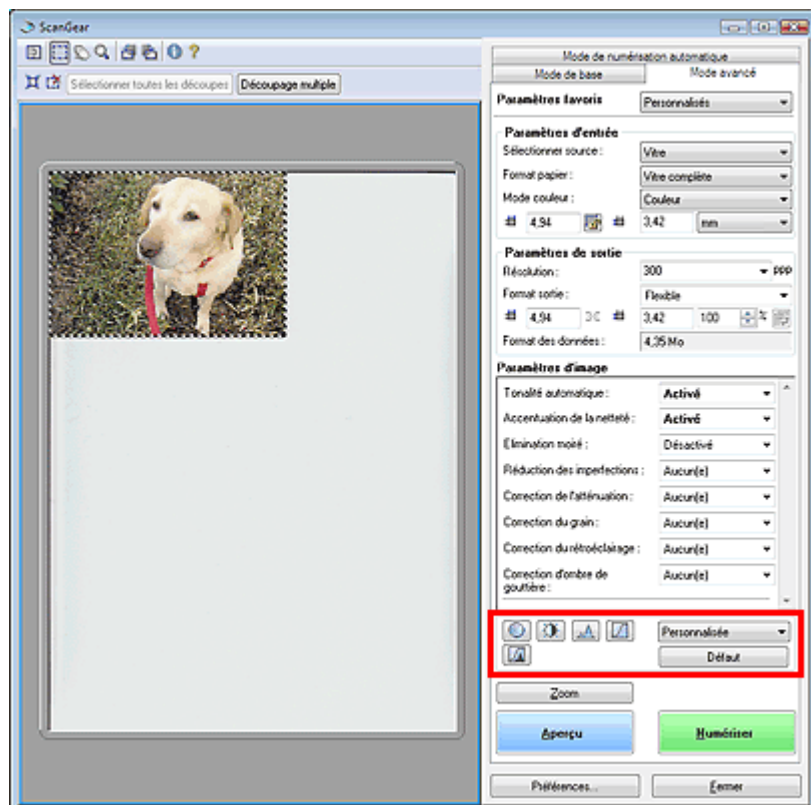 ScanGear
Sélectionner toutes les découpes Découpage multiple
Mode de numérisation automatique
Mode de base Mode avancé
Paramètres favoris Personnalisés
Paramètres d'entrée
Sélectionner source : Vitre
Format papier : Vitre complète
Mode couleur : Couleur
4,94 3,42 mm
Paramètres de sortie
Résolution : 300 ppp
Format sortie : Flexible
4,94 3,42 100 %
Format des données : 4,35 Mo
Paramètres d'image
Tonalité automatique : Activé
Accentuation de la netteté : Activé
Elimination moiré : Désactivé
Réduction des imperfections : Aucun(e)
Correction de l'atténuation : Aucun(e)
Correction du grain : Aucun(e)
Correction du rétroéclairage : Aucun(e)
Correction d'ombre de gouttière : Aucun(e)
Personnalisée
Défaut
Zoom
Aperçu Numériser
Préférences... Fermer